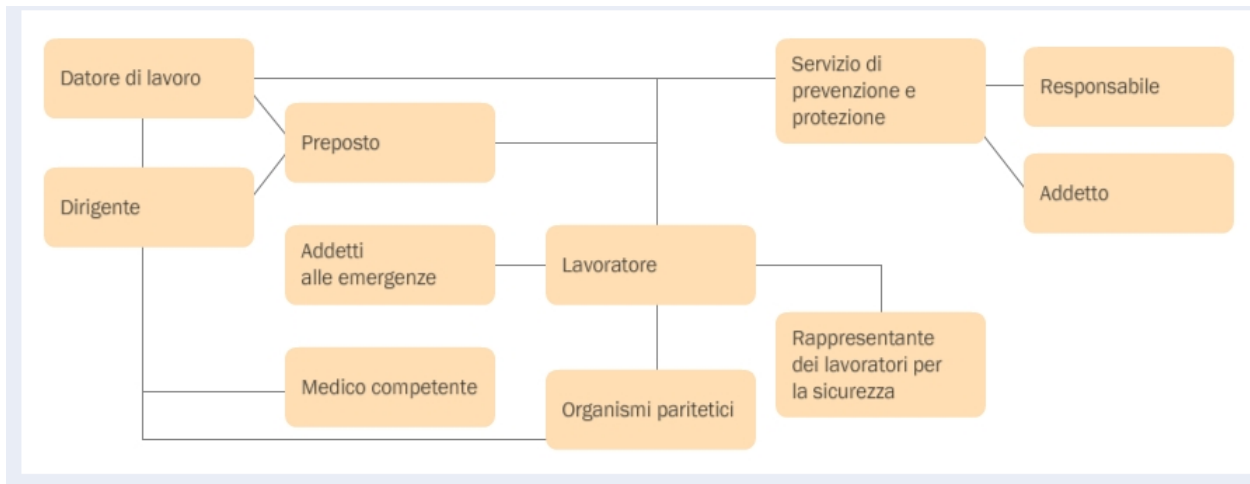 Datore di lavoro
Preposto
Dirigente
Addetti
alle emergenze
Lavoratore
Medico competente
Organismi paritetici
Servizio di
prevenzione e
protezione
Responsabile
Addetto
Rappresentante
dei lavoratori per
la sicurezza